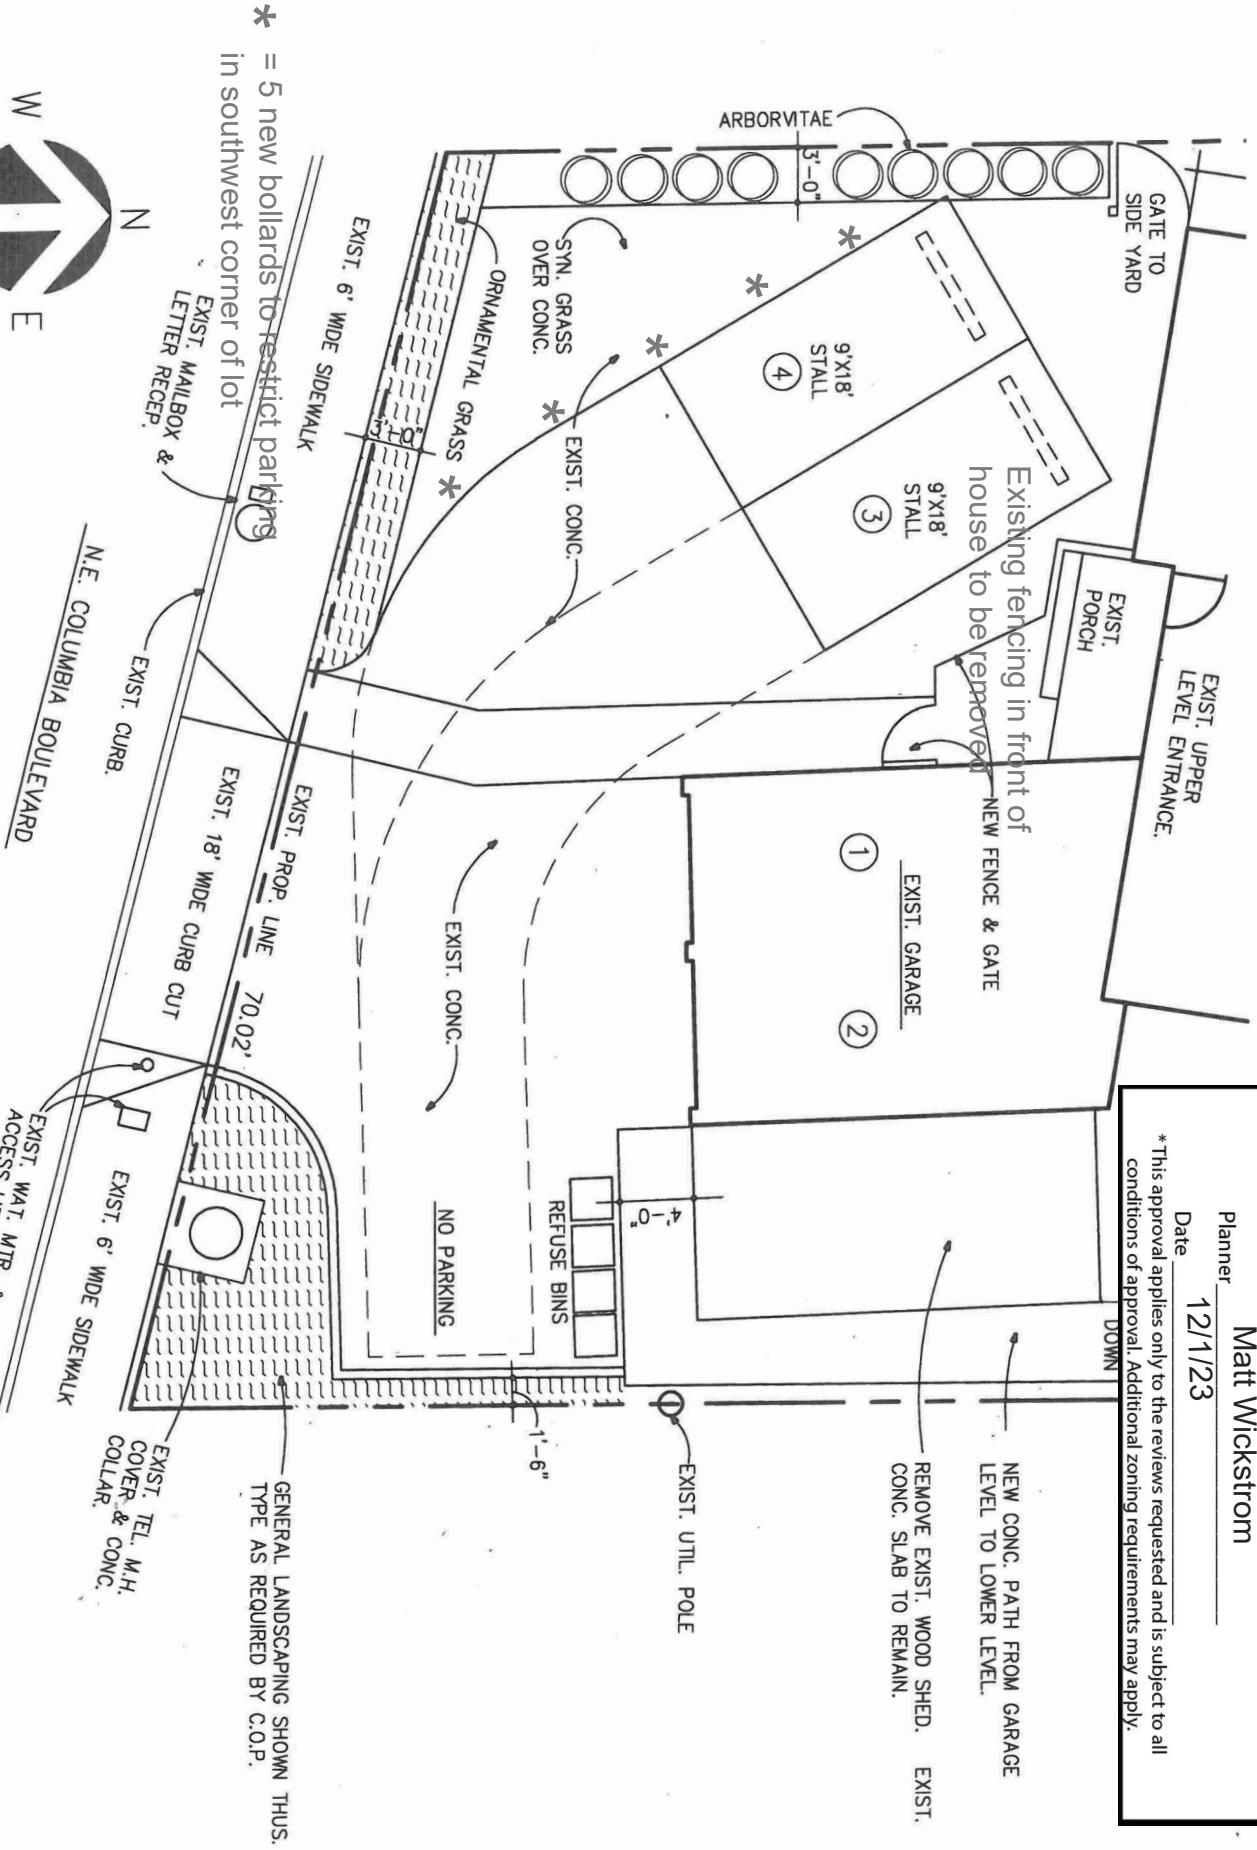 Matt Wickstrom
Planner
Date 12/1/23
*This approval applies only to the reviews requested and is subject to all
conditions of approval. Additional zoning requirements may apply.
ARBORVITAE
3'-0"
GATE TO
SIDE YARD
SYN. GRASS
OVER CONC.
ORNAMENTAL GRASS
3'-0"
9'X18'
STALL
4
9'X18'
STALL
3
Existing fencing in front of
house to be removed
EXIST.
PORCH
EXIST. UPPER
LEVEL ENTRANCE.
NEW FENCE & GATE
EXIST. CONC.
1
EXIST. GARAGE
2
EXIST. CONC.
NO PARKING
REFUSE BINS
4'-0"
DOWN
1'-6"
NEW CONC. PATH FROM GARAGE
LEVEL TO LOWER LEVEL.
REMOVE EXIST. WOOD SHED. EXIST.
CONC. SLAB TO REMAIN.
EXIST. UTIL. POLE
GENERAL LANDSCAPING SHOWN THUS.
TYPE AS REQUIRED BY C.O.P.
EXIST. TEL. M.H.
COVER & CONC.
COLLAR.
EXIST. PROP. LINE 70.02'
EXIST. 6' WIDE SIDEWALK
EXIST. 18' WIDE CURB CUT
EXIST. 6' WIDE SIDEWALK
EXIST. WAT. MTR. &
ACCESS
EXIST. MAILBOX &
LETTER RECEP.
EXIST. CURB.
N.E. COLUMBIA BOULEVARD
* = 5 new bollards to restrict parking
in southwest corner of lot
*
*
*
*
*
N
W
E